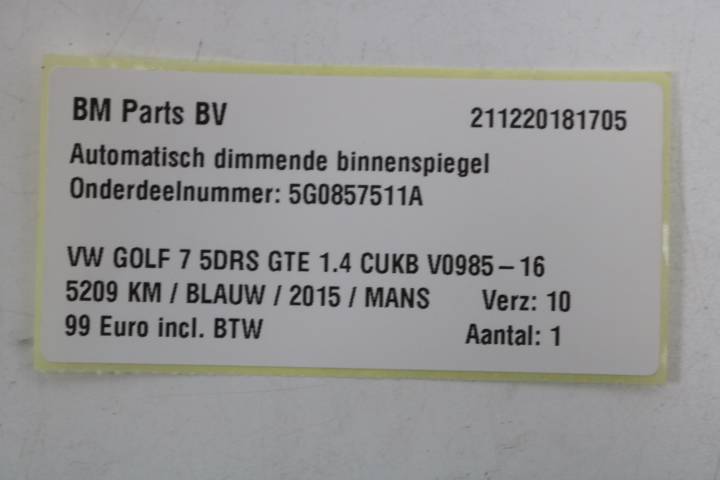 BM Parts BV 211220181705
Automatisch dimmende binnenspiegel
Onderdeelnummer: 5G0857511A
VW GOLF 7 5DRS GTE 1.4 CUKB V0985-16
5209 KM / BLAUW / 2015 / MANS Verz: 10
99 Euro incl. BTW Aantal: 1